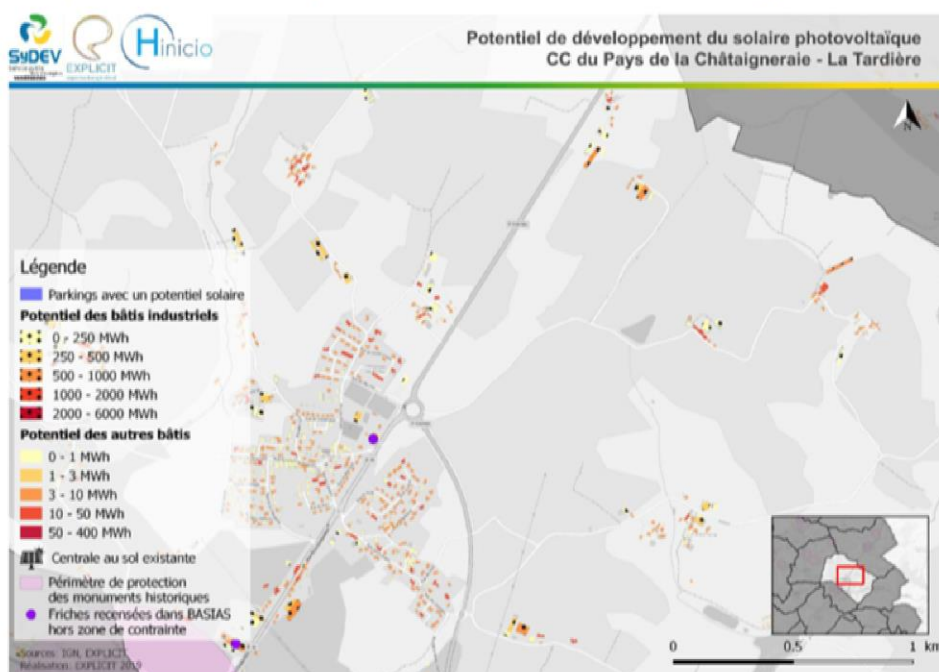 SyDEV
EXPLICIT
Hinicio
Potentiel de développement du solaire photovoltaïque
CC du Pays de la Châtaigneraie - La Tardière
N
Légende
Parkings avec un potentiel solaire
Potentiel des bâtis industriels
0 - 250 MWh
250 - 500 MWh
500 - 1000 MWh
1000 - 2000 MWh
2000 - 6000 MWh
Potentiel des autres bâtis
0 - 1 MWh
1 - 3 MWh
3 - 10 MWh
10 - 50 MWh
50 - 400 MWh
Centrale au sol existante
Périmètre de protection
des monuments historiques
Friches recensées dans BASIAS
hors zone de contrainte
Sources: IGN, EXPLICIT
Réalisation: EXPLICIT 2019
0 0.5 1 km